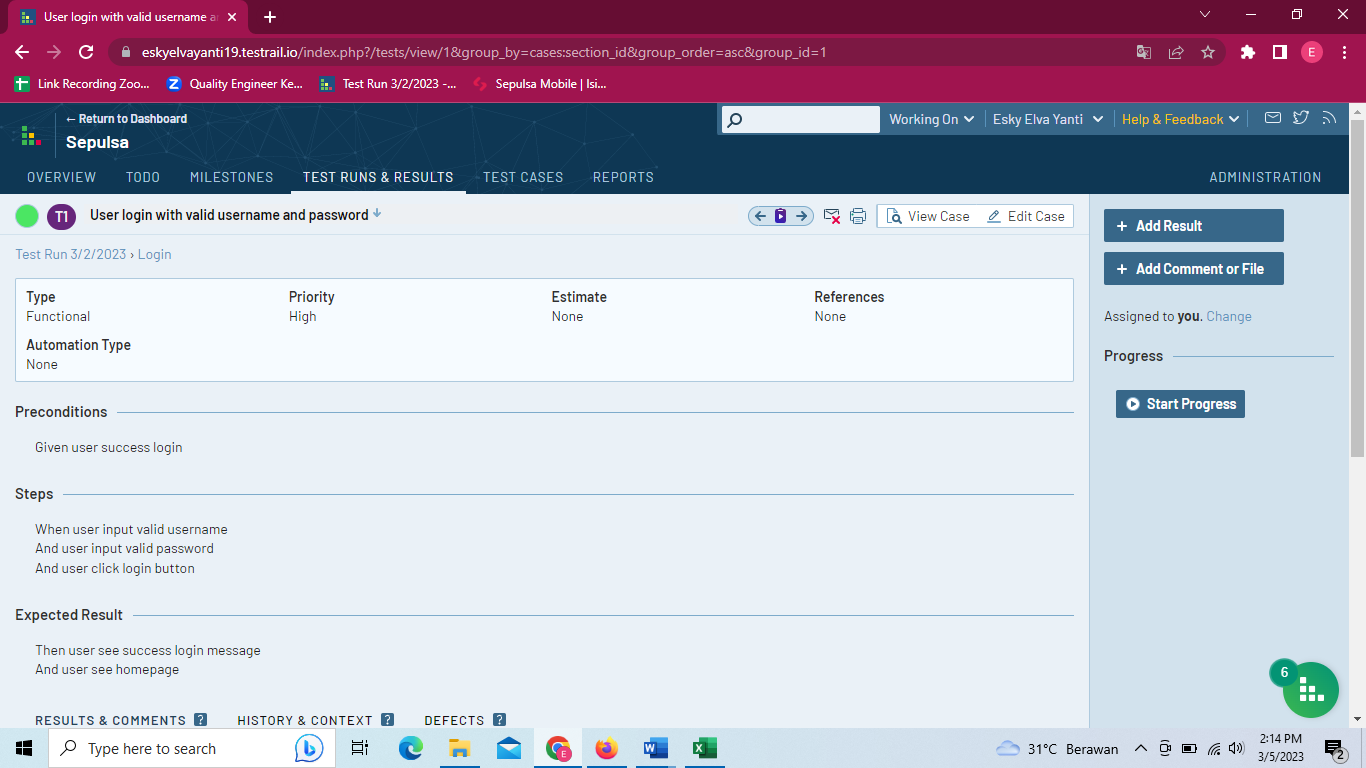 User login with valid username a
eskyelvayanti19.testrail.io/index.php?/tests/view/1&group_by=cases:section_id&group_order=asc&group_id=1
E
Link Recording Zoo...
Z
Quality Engineer Ke...
Test Run 3/2/2023 -...
Sepulsa Mobile | Isi...
← Return to Dashboard
Sepulsa
Working On
Esky Elva Yanti
Help & Feedback
OVERVIEW
TODO
MILESTONES
TEST RUNS & RESULTS
TEST CASES
REPORTS
ADMINISTRATION
T1
User login with valid username and password
View Case
Edit Case
+ Add Result
+ Add Comment or File
Test Run 3/2/2023 › Login
Type
Functional
Priority
High
Estimate
None
References
None
Automation Type
None
Assigned to you. Change
Progress
Start Progress
Preconditions
Given user success login
Steps
When user input valid username
And user input valid password
And user click login button
Expected Result
Then user see success login message
And user see homepage
6
RESULTS & COMMENTS ?
HISTORY & CONTEXT ?
DEFECTS ?
Type here to search
E
W
X
31°C Berawan
2:14 PM
3/5/2023
2